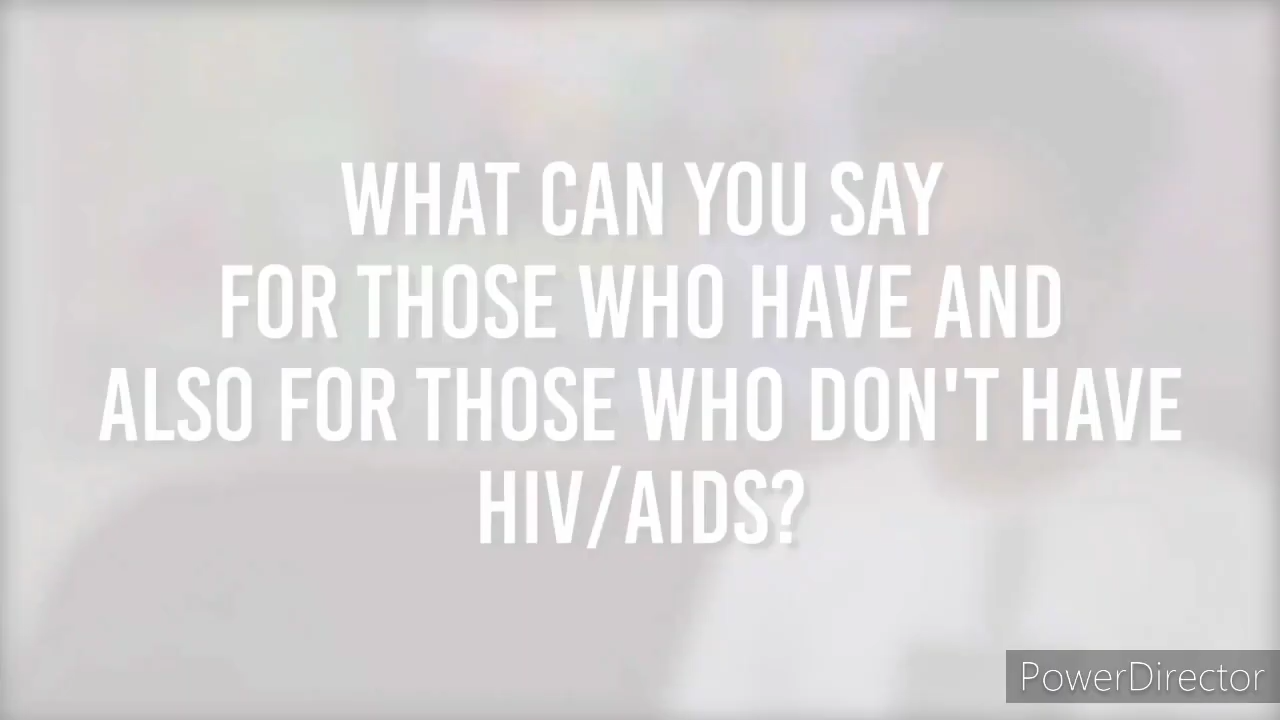 WHAT CAN YOU SAY
FOR THOSE WHO HAVE AND
ALSO FOR THOSE WHO DON'T HAVE
HIV/AIDS?
PowerDirector